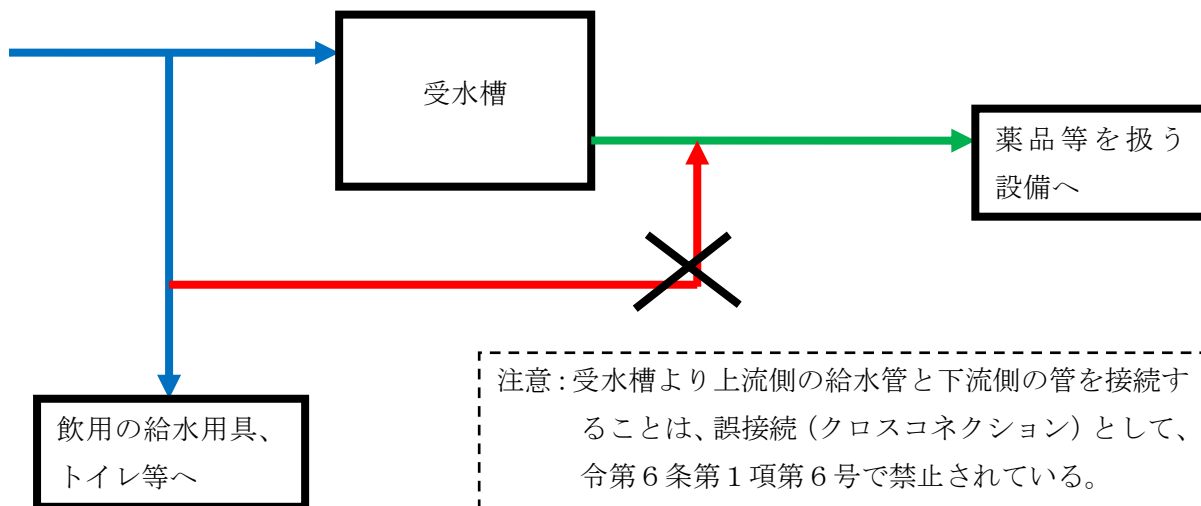 受水槽
薬品等を扱う
設備へ
飲用の給水用具、
トイレ等へ
注意：受水槽より上流側の給水管と下流側の管を接続す
ることは、誤接続（クロスコネクション）として、
令第６条第１項第６号で禁止されている。